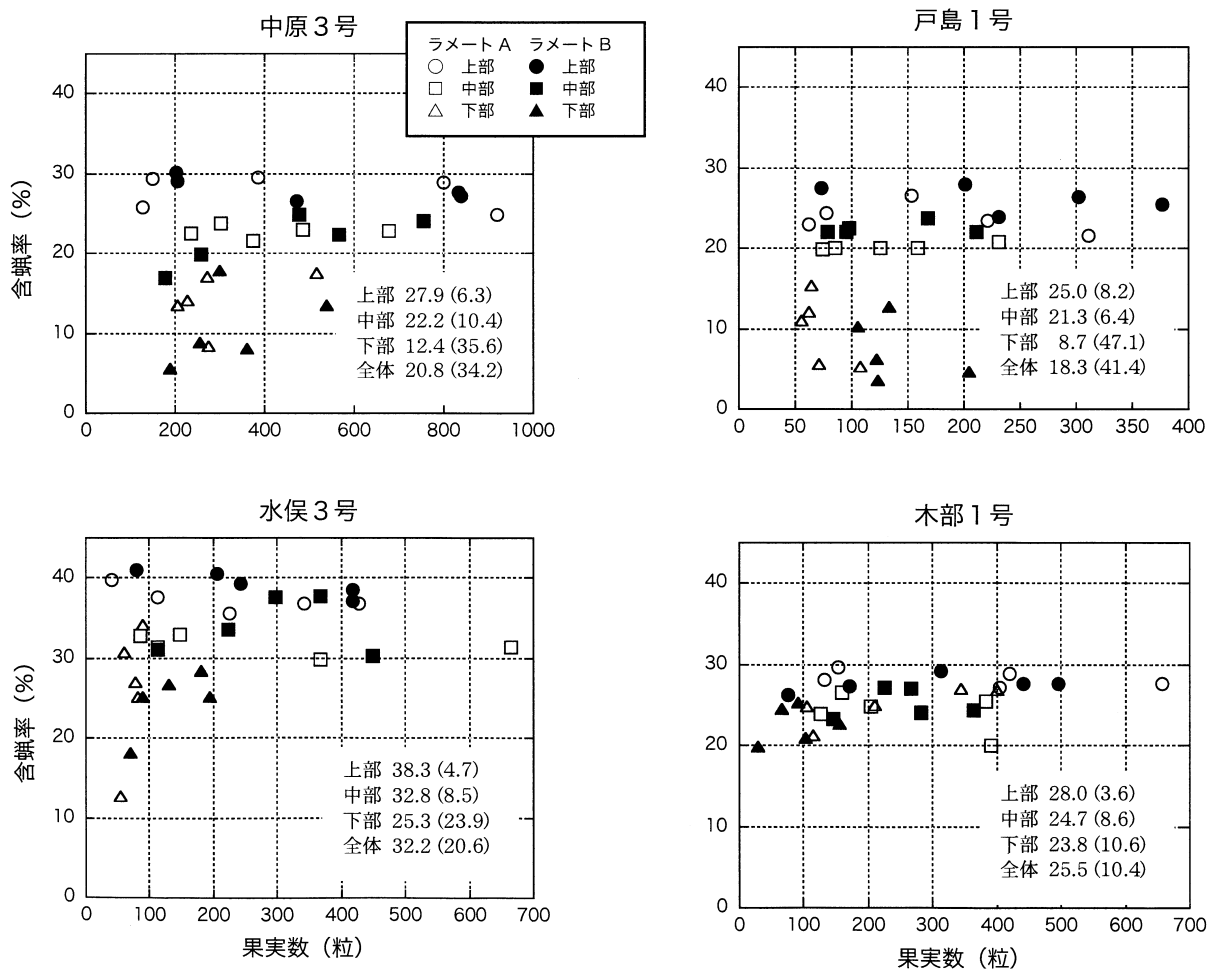 中原3号
ラメート A ラメート B
上部 上部
中部 中部
下部 下部
含蝋率 (%)
40
30
20
10
0
0 200 400 600 800 1000
上部 27.9 (6.3)
中部 22.2 (10.4)
下部 12.4 (35.6)
全体 20.8 (34.2)
戸島1号
40
30
20
10
0
0 50 100 150 200 250 300 350 400
上部 25.0 (8.2)
中部 21.3 (6.4)
下部 8.7 (47.1)
全体 18.3 (41.4)
水俣3号
含蝋率 (%)
40
30
20
10
0
0 100 200 300 400 500 600 700
果実数 (粒)
上部 38.3 (4.7)
中部 32.8 (8.5)
下部 25.3 (23.9)
全体 32.2 (20.6)
木部1号
40
30
20
10
0
0 100 200 300 400 500 600 700
果実数 (粒)
上部 28.0 (3.6)
中部 24.7 (8.6)
下部 23.8 (10.6)
全体 25.5 (10.4)